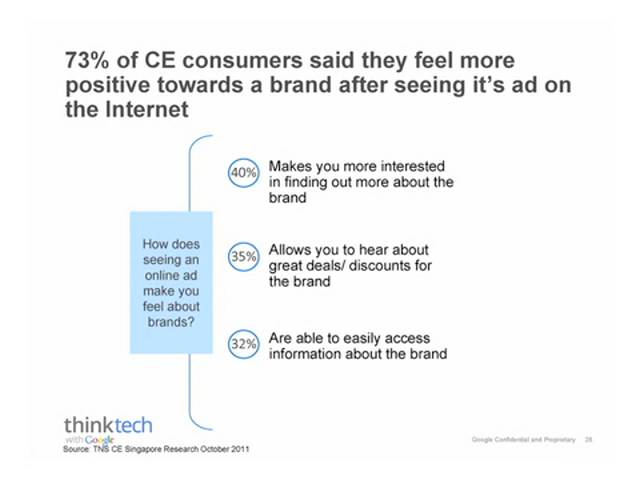 73% of CE consumers said they feel more
positive towards a brand after seeing it's ad on
the Internet
40%
Makes you more interested
in finding out more about the
brand
How does
seeing an
online ad
make you
feel about
brands?
35%
Allows you to hear about
great deals/ discounts for
the brand
32%
Are able to easily access
information about the brand
thinktech
with Google
Source: TNS CE Singapore Research October 2011
Google Confidential and Proprietary 28